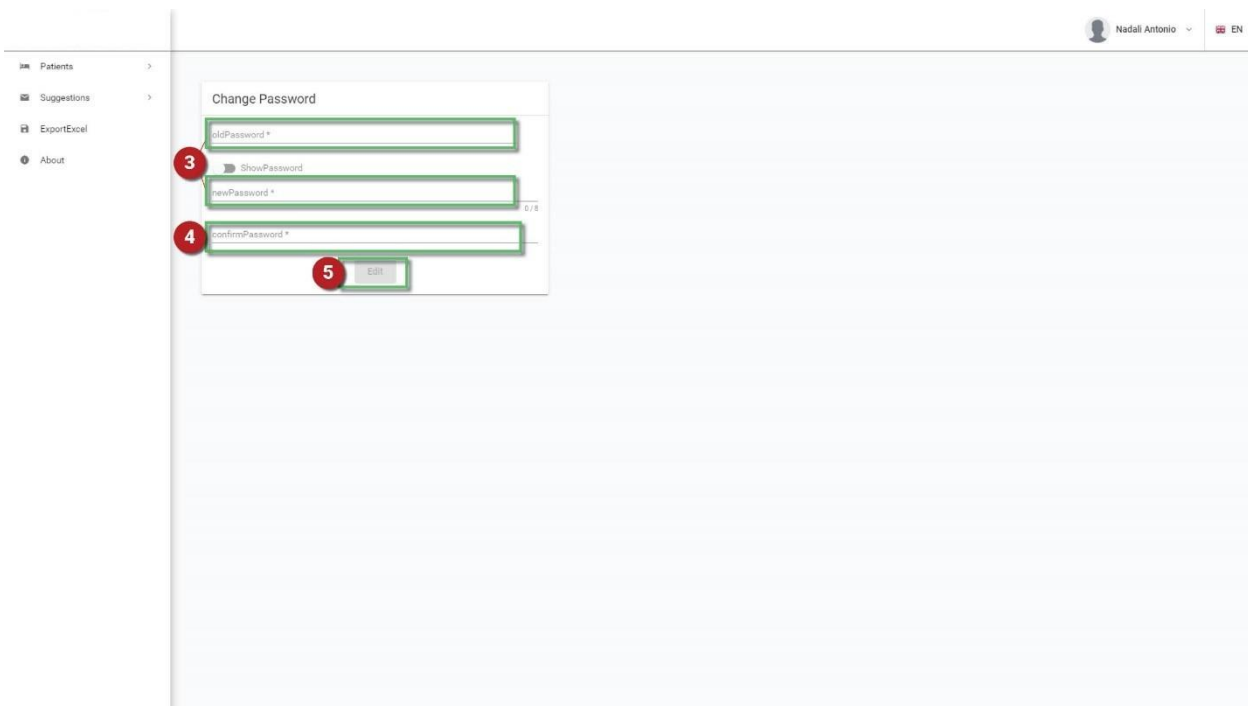 Nadali Antonio
EN
Patients
Suggestions
ExportExcel
About
Change Password
oldPassword *
3
ShowPassword
newPassword *
0 / 8
4
confirmPassword *
5
Edit